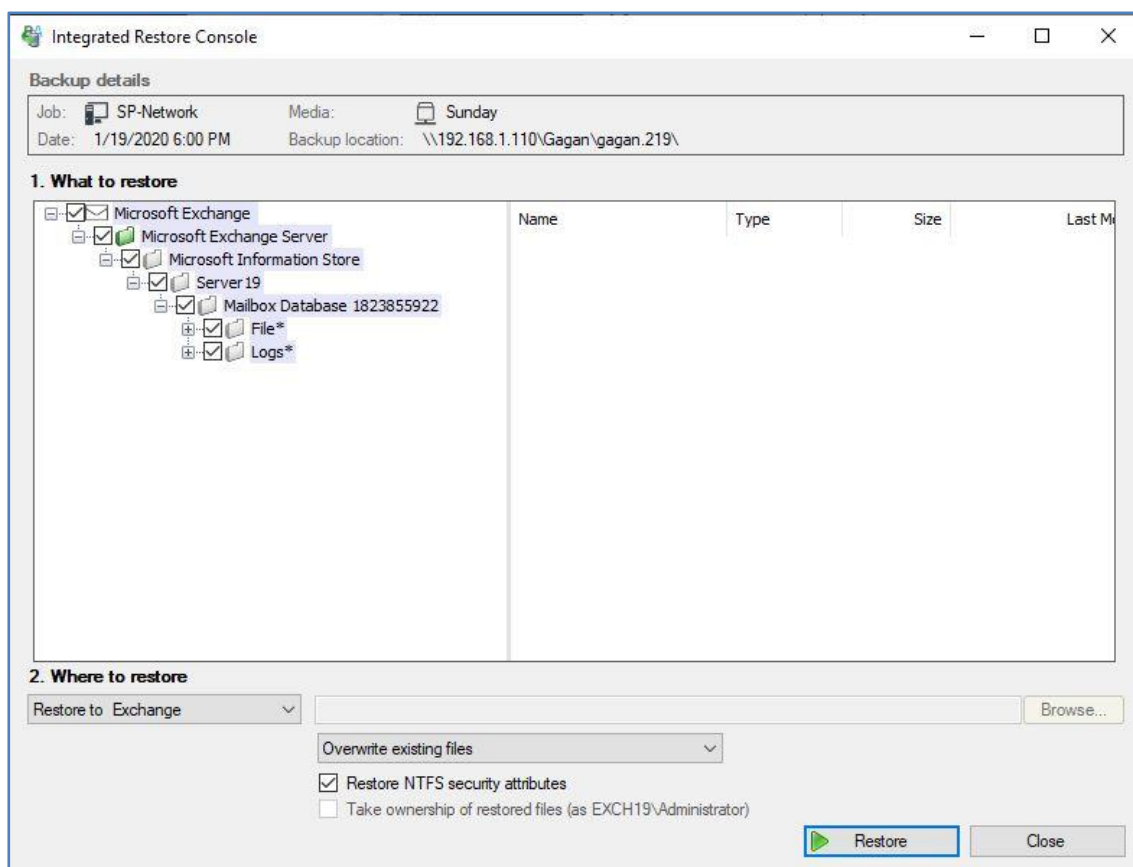 Integrated Restore Console
Backup details
Job: SP-Network Media: Sunday
Date: 1/19/2020 6:00 PM Backup location: \\192.168.1.110\Gagan\gagan.219\
1. What to restore
Microsoft Exchange
Name Type Size Last Mo
Microsoft Exchange Server
Microsoft Information Store
Server19
Mailbox Database 1823855922
File*
Logs*
2. Where to restore
Restore to Exchange
Browse...
Overwrite existing files
Restore NTFS security attributes
Take ownership of restored files (as EXCH19\Administrator)
Restore Close